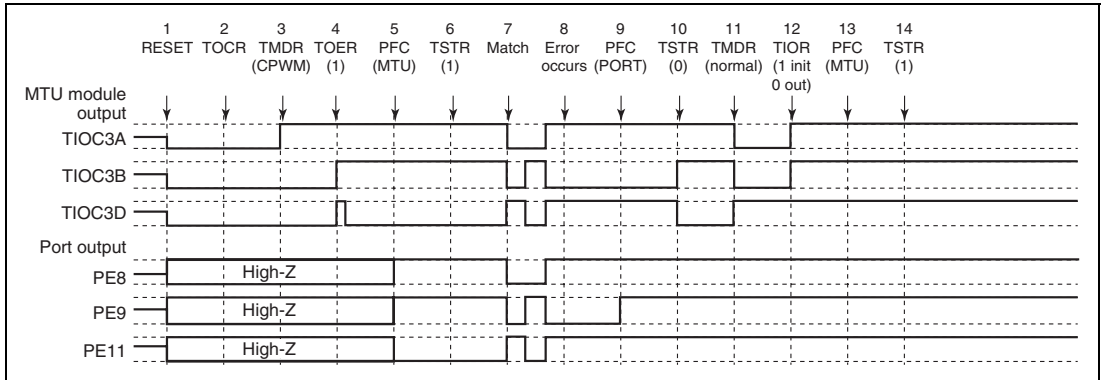 1 2 3 4 5 6 7 8 9 10 11 12 13 14
RESET TOCR TMDR TOER PFC TSTR Match Error PFC TSTR TMDR TIOR PFC TSTR
(CPWM) (1) (MTU) (1) occurs (PORT) (0) (normal) (1 init (MTU) (1)
0 out)
MTU module
output
TIOC3A
TIOC3B
TIOC3D
Port output
PE8 High-Z
PE9 High-Z
PE11 High-Z